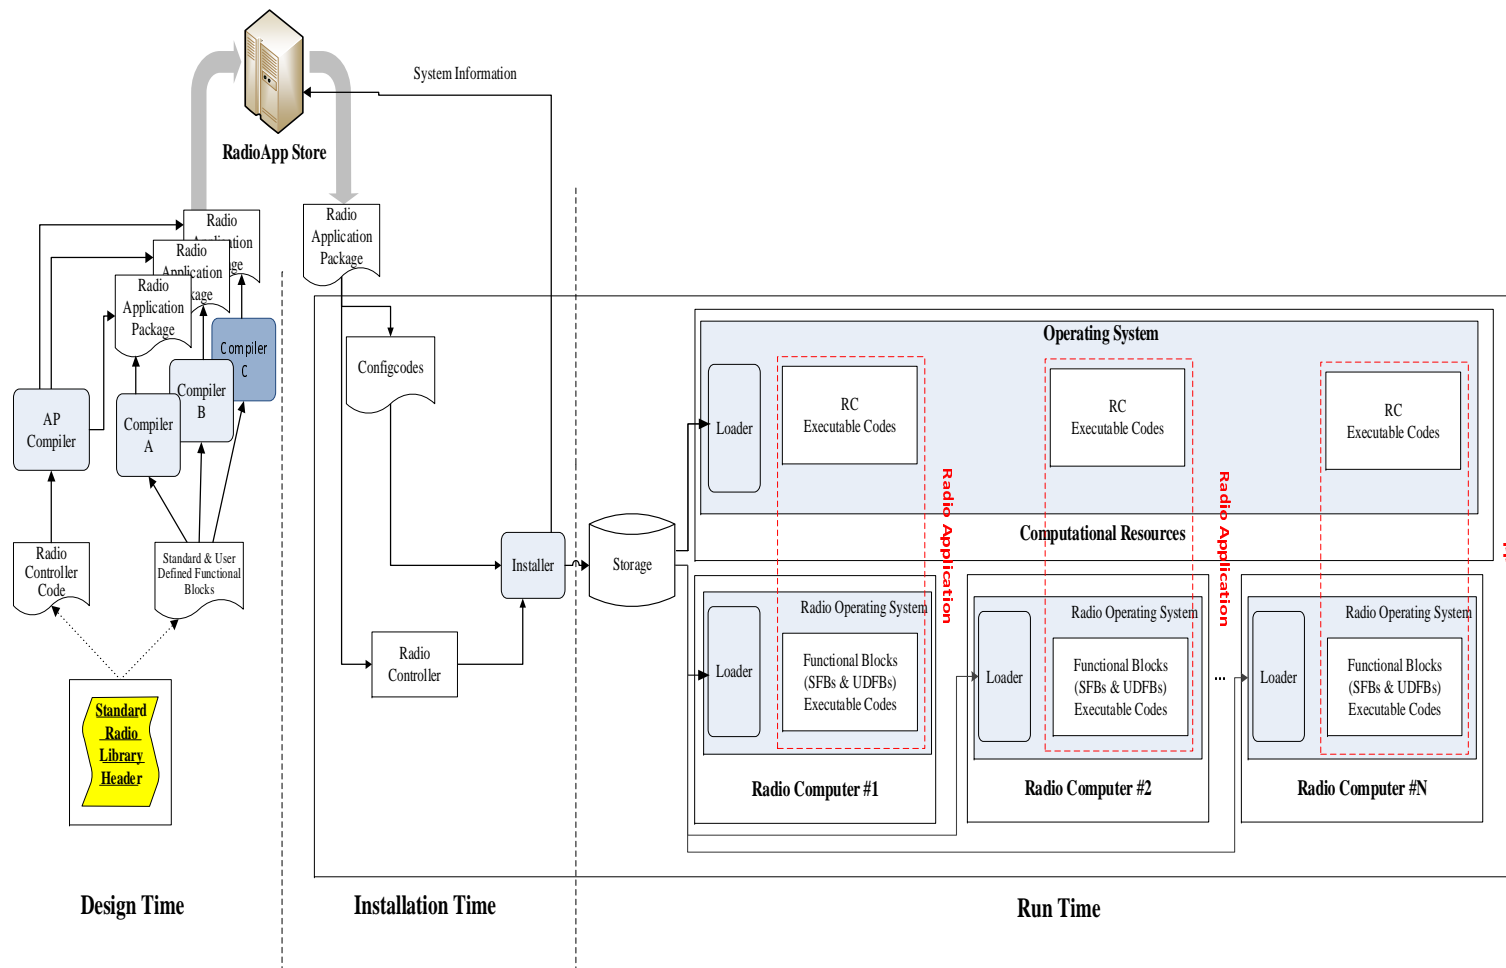 System Information
RadioApp Store
Radio
Application
Package
Radio
Application
Package
Radio
Application
Package
Radio
Application
Package
Compiler
C
Compiler
B
Compiler
A
AP
Compiler
Radio
Controller
Code
Standard & User
Defined Functional
Blocks
Standard
Radio
Library
Header
Design Time
Configcodes
Installer
Radio
Controller
Installation Time
Storage
Operating System
Loader
RC
Executable Codes
RC
Executable Codes
RC
Executable Codes
Radio Application
Radio Application
Computational Resources
Radio Operating System
Loader
Functional Blocks
(SFBs & UDFBs)
Executable Codes
Radio Computer #1
Radio Operating System
Loader
Functional Blocks
(SFBs & UDFBs)
Executable Codes
Radio Computer #2
...
Radio Operating System
Loader
Functional Blocks
(SFBs & UDFBs)
Executable Codes
Radio Computer #N
Run Time